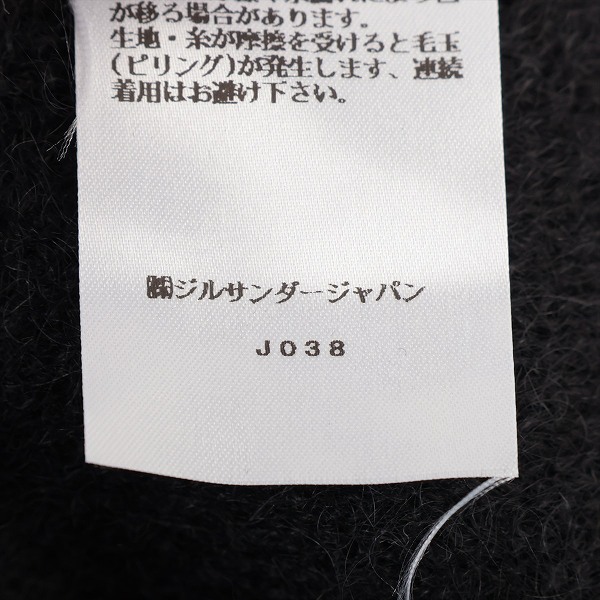 が移る場合があります。
生地・糸が摩擦を受けると毛玉
(ピリング)が発生します、連続
着用はお避け下さい。
㈱ジルサンダージャパン
J038